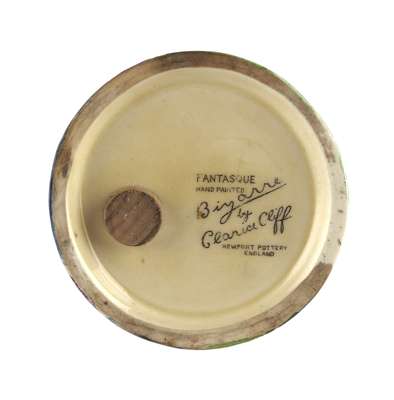 FANTASQUE
HAND PAINTED
Bizarre
by
Clarice Cliff
NEWPORT POTTERY
ENGLAND